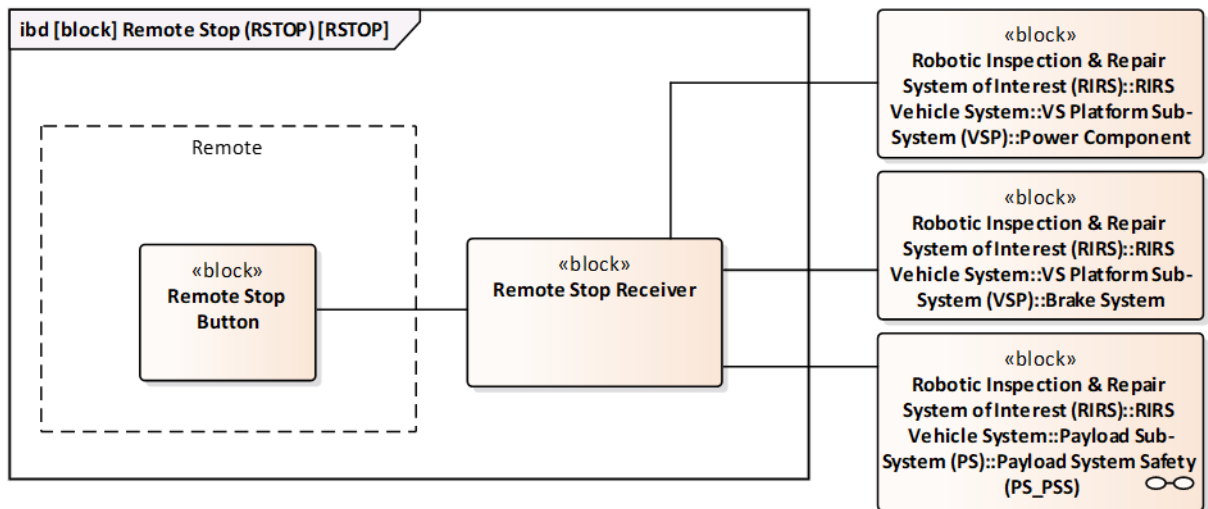 ibd [block] Remote Stop (RSTOP) [RSTOP]
Remote
«block»
Remote Stop
Button
«block»
Remote Stop Receiver
«block»
Robotic Inspection & Repair
System of Interest (RIRS)::RIRS
Vehicle System::VS Platform Sub-
System (VSP)::Power Component
«block»
Robotic Inspection & Repair
System of Interest (RIRS)::RIRS
Vehicle System::VS Platform Sub-
System (VSP)::Brake System
«block»
Robotic Inspection & Repair
System of Interest (RIRS)::RIRS
Vehicle System::Payload Sub-
System (PS)::Payload System Safety
(PS_PSS)